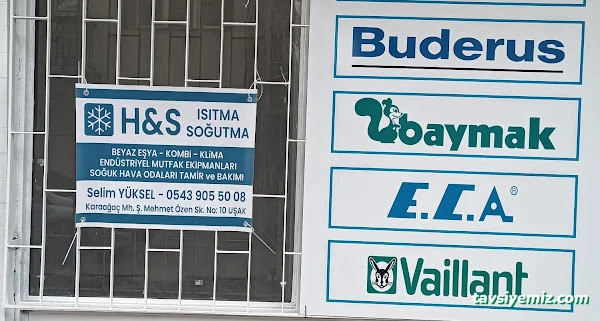 H&S ISITMA
SOĞUTMA
BEYAZ EŞYA - KOMBİ - KLİMA
ENDÜSTRİYEL MUTFAK EKİPMANLARI
SOĞUK HAVA ODALARI TAMİR ve BAKIMI
Selim YÜKSEL - 0543 905 50 08
Karaağaç Mh. Ş. Mehmet Özen Sk. No: 10 UŞAK
Buderus
baymak
E.C.A®
Vaillant
tavsiyemiz.com